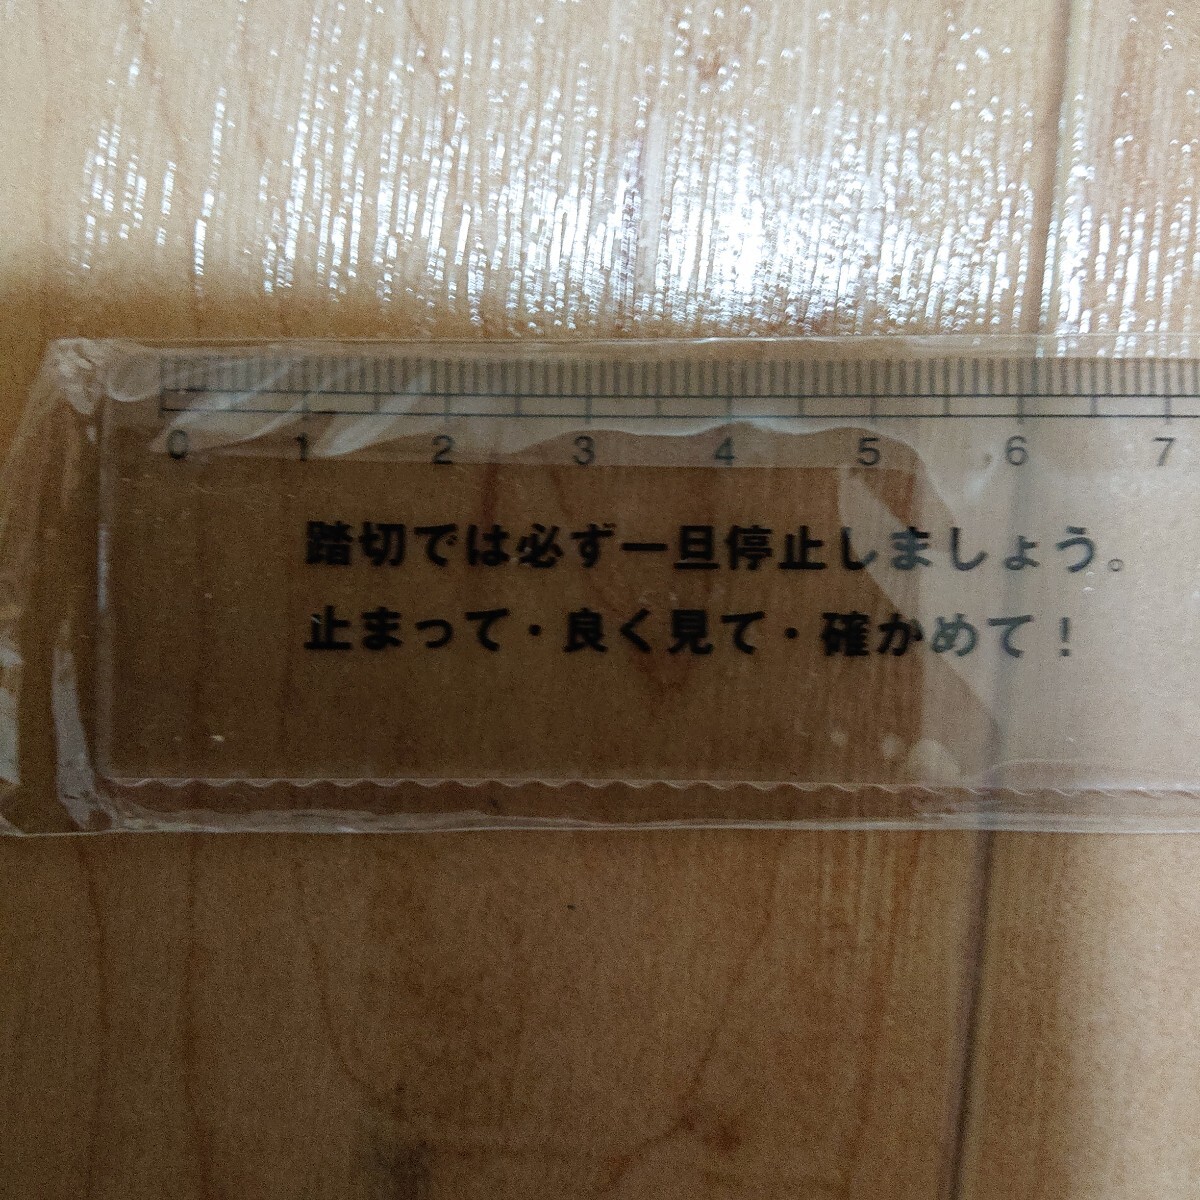 0 1 2 3 4 5 6 7
踏切では必ず一旦停止しましょう。
止まって・良く見て・確かめて！